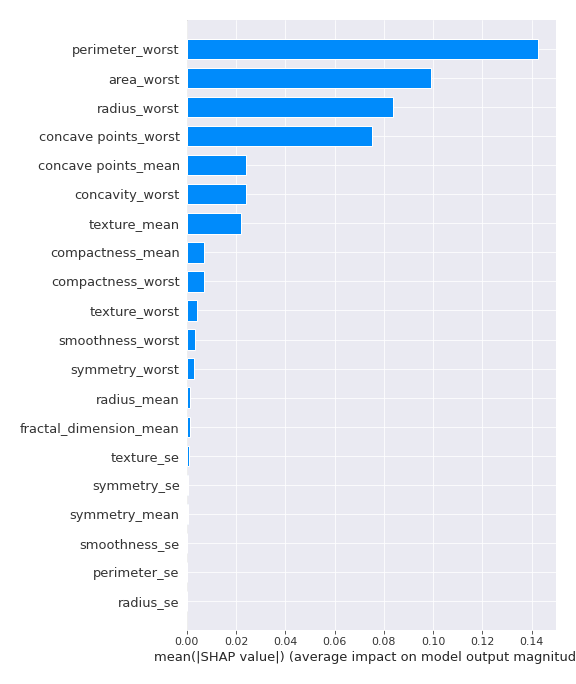 perimeter_worst
area_worst
radius_worst
concave points_worst
concave points_mean
concavity_worst
texture_mean
compactness_mean
compactness_worst
texture_worst
smoothness_worst
symmetry_worst
radius_mean
fractal_dimension_mean
texture_se
symmetry_se
symmetry_mean
smoothness_se
perimeter_se
radius_se
0.00 0.02 0.04 0.06 0.08 0.10 0.12 0.14
mean(|SHAP value|) (average impact on model output magnitud